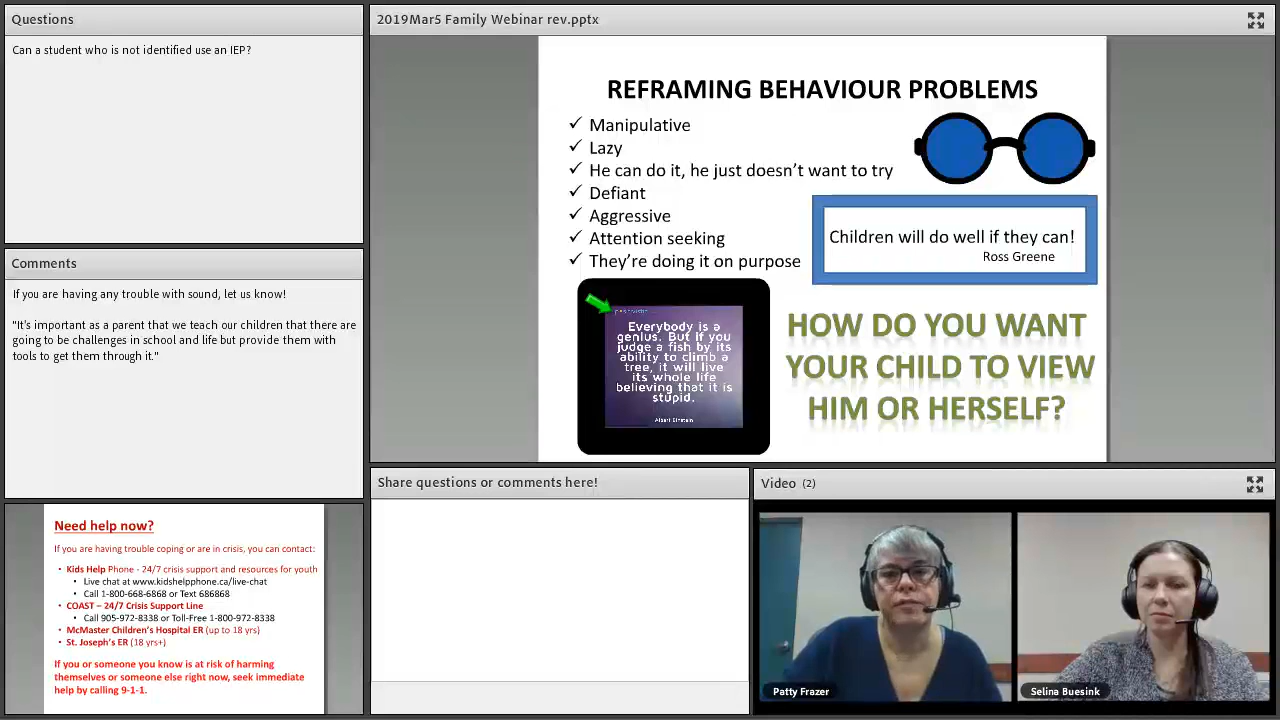 Questions
Can a student who is not identified use an IEP?
Comments
If you are having any trouble with sound, let us know!
"It's important as a parent that we teach our children that there are
going to be challenges in school and life but provide them with
tools to get them through it."
Need help now?
If you are having trouble coping or are in crisis, you can contact:
• Kids Help Phone - 24/7 crisis support and resources for youth
• Live chat at www.kidshelpphone.ca/live-chat
• Call 1-800-668-6868 or Text 686868
• COAST – 24/7 Crisis Support Line
• Call 905-972-8338 or Toll-Free 1-800-972-8338
• McMaster Children's Hospital ER (up to 18 yrs)
• St. Joseph's ER (18 yrs+)
If you or someone you know is at risk of harming
themselves or someone else right now, seek immediate
help by calling 9-1-1.
2019Mar5 Family Webinar rev.pptx
REFRAMING BEHAVIOUR PROBLEMS
✓ Manipulative
✓ Lazy
✓ He can do it, he just doesn't want to try
✓ Defiant
✓ Aggressive
✓ Attention seeking
✓ They're doing it on purpose
Children will do well if they can!
Ross Greene
Everybody is a
genius. But if you
judge a fish by its
ability to climb a
tree, it will live
its whole life
believing that it is
stupid.
Albert Einstein
HOW DO YOU WANT
YOUR CHILD TO VIEW
HIM OR HERSELF?
Share questions or comments here!
Video (2)
Patty Frazer
Selina Buesink